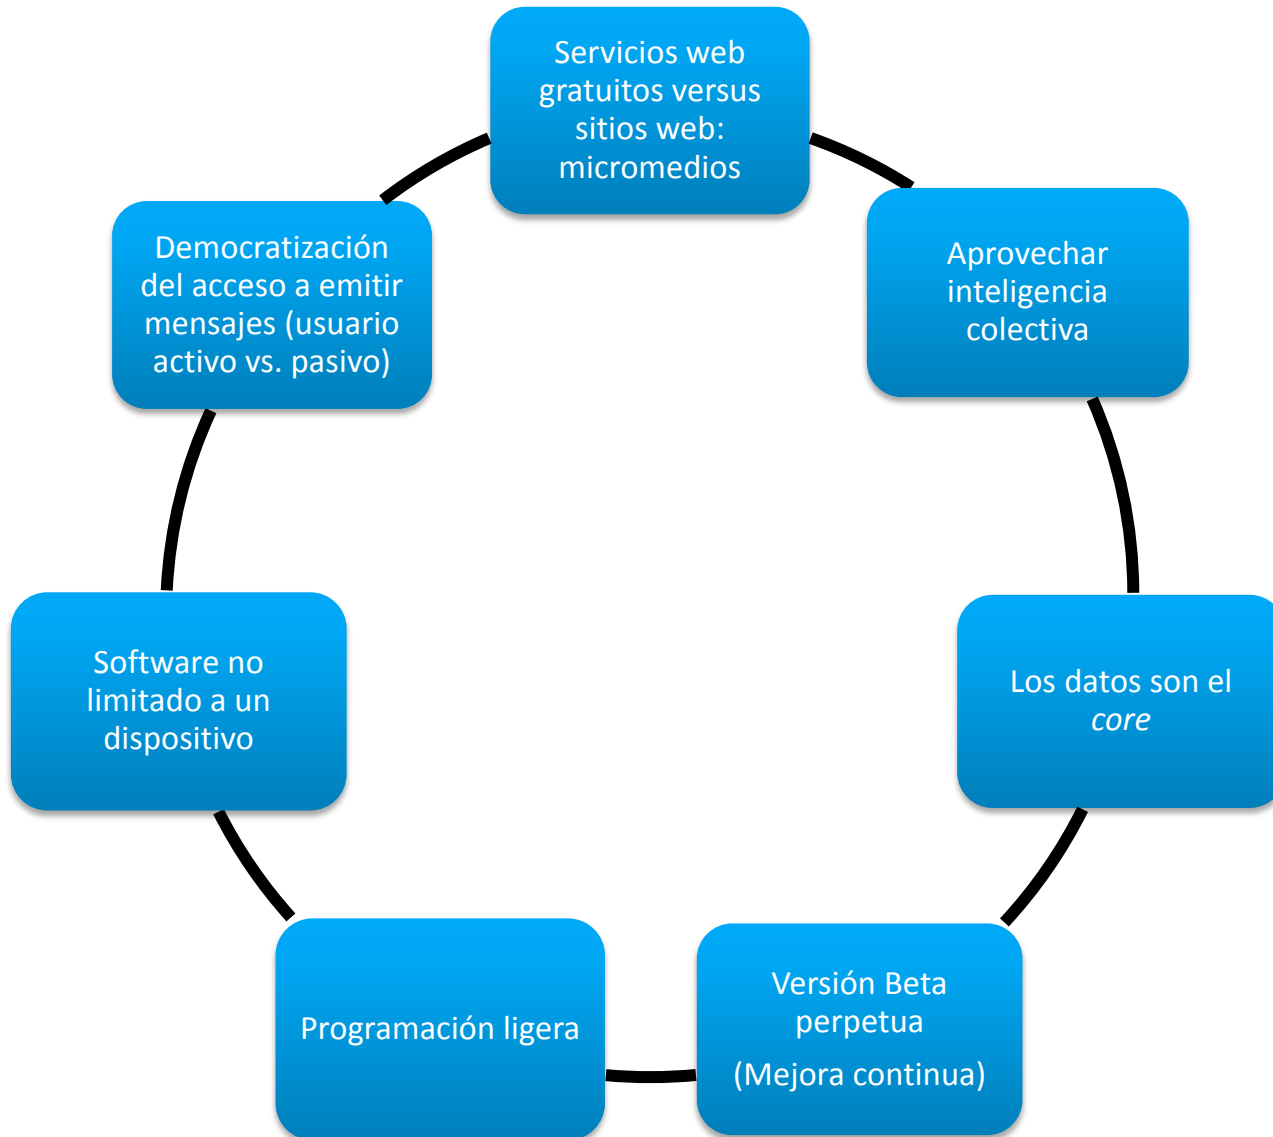 Servicios web
gratuitos versus
sitios web:
micromedios
Aprovechar
inteligencia
colectiva
Los datos son el
core
Versión Beta
perpetua
(Mejora continua)
Programación ligera
Software no
limitado a un
dispositivo
Democratización
del acceso a emitir
mensajes (usuario
activo vs. pasivo)